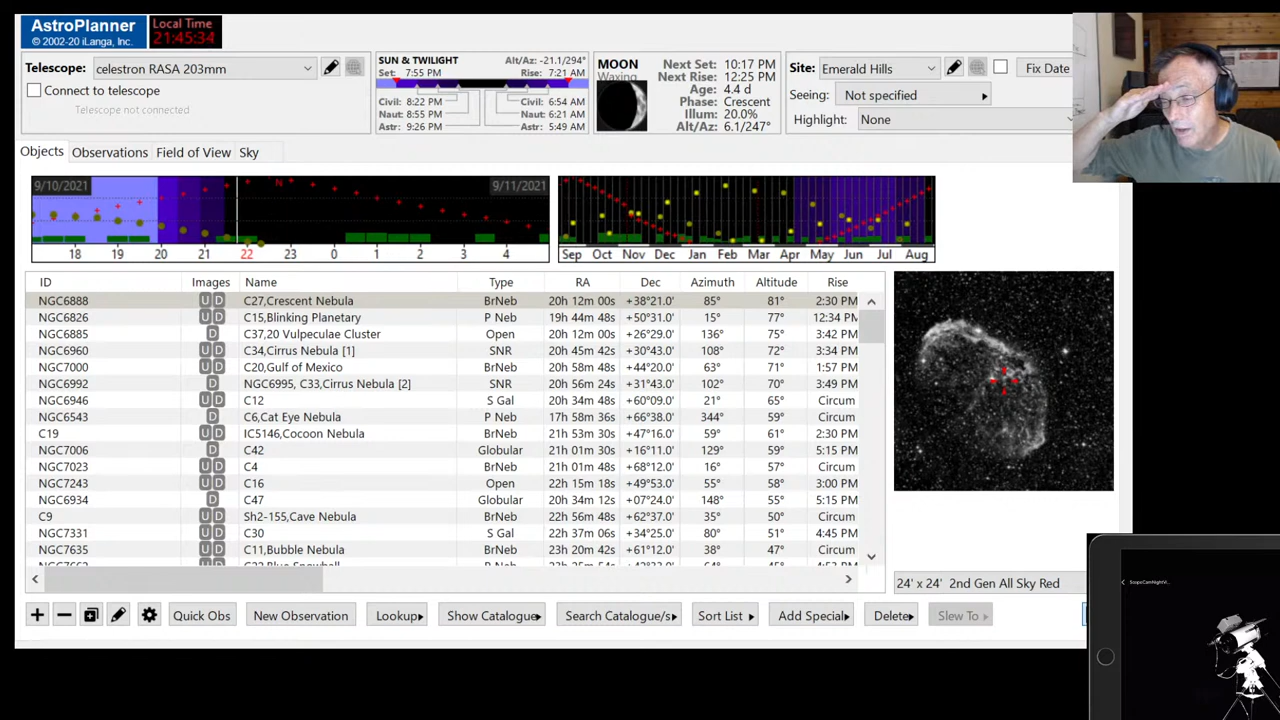 AstroPlanner
© 2002-20 iLanga, Inc.
Local Time
21:45:34
Telescope: celestron RASA 203mm
Connect to telescope
Telescope not connected
SUN & TWILIGHT Alt/Az: -21.1/294°
Set: 7:55 PM Rise: 7:21 AM
Civil: 8:22 PM Civil: 6:54 AM
Naut: 8:55 PM Naut: 6:21 AM
Astr: 9:26 PM Astr: 5:49 AM
MOON
Waxing
Next Set: 10:17 PM
Next Rise: 12:25 PM
Age: 4.4 d
Phase: Crescent
Illum: 20.0%
Alt/Az: 6.1/247°
Site: Emerald Hills Fix Date
Seeing: Not specified
Highlight: None
Objects Observations Field of View Sky
9/10/2021 N 9/11/2021
18 19 20 21 22 23 0 1 2 3 4
Sep Oct Nov Dec Jan Feb Mar Apr May Jun Jul Aug
ID Images Name Type RA Dec Azimuth Altitude Rise
NGC6888 U D C27,Crescent Nebula BrNeb 20h 12m 00s +38°21.0' 85° 81° 2:30 PM
NGC6826 U D C15,Blinking Planetary P Neb 19h 44m 48s +50°31.0' 15° 77° 12:34 PM
NGC6885 D C37,20 Vulpeculae Cluster Open 20h 12m 00s +26°29.0' 136° 75° 3:42 PM
NGC6960 U D C34,Cirrus Nebula [1] SNR 20h 45m 42s +30°43.0' 108° 72° 3:34 PM
NGC7000 U D C20,Gulf of Mexico BrNeb 20h 58m 48s +44°20.0' 63° 71° 1:57 PM
NGC6992 D NGC6995, C33,Cirrus Nebula [2] SNR 20h 56m 24s +31°43.0' 102° 70° 3:49 PM
NGC6946 U D C12 S Gal 20h 34m 48s +60°09.0' 21° 65° Circum
NGC6543 D C6,Cat Eye Nebula P Neb 17h 58m 36s +66°38.0' 344° 59° Circum
C19 U D IC5146,Cocoon Nebula BrNeb 21h 53m 30s +47°16.0' 59° 61° 2:30 PM
NGC7006 D C42 Globular 21h 01m 30s +16°11.0' 129° 59° 5:15 PM
NGC7023 U D C4 BrNeb 21h 01m 48s +68°12.0' 16° 57° Circum
NGC7243 U D C16 Open 22h 15m 18s +49°53.0' 55° 58° 3:00 PM
NGC6934 D C47 Globular 20h 34m 12s +07°24.0' 148° 55° 5:15 PM
C9 U D Sh2-155,Cave Nebula BrNeb 22h 56m 48s +62°37.0' 35° 50° Circum
NGC7331 U D C30 S Gal 22h 37m 06s +34°25.0' 80° 51° 4:45 PM
NGC7635 U D C11,Bubble Nebula BrNeb 23h 20m 42s +61°12.0' 38° 47° Circum
24' x 24' 2nd Gen All Sky Red
Quick Obs New Observation Lookup Show Catalogue Search Catalogue/s Sort List Add Special Delete Slew To